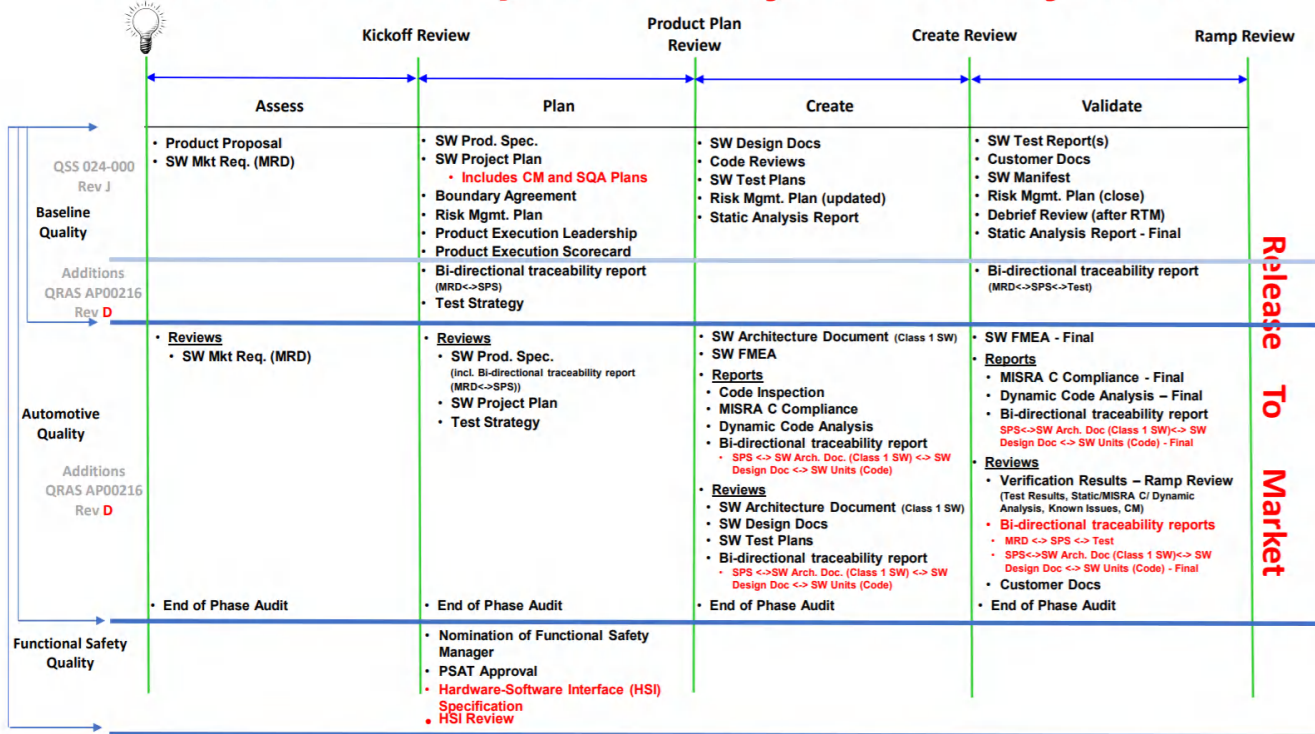 Kickoff Review
Product Plan
Review
Create Review
Ramp Review
Assess
Plan
Create
Validate
QSS 024-000
Rev J
Baseline
Quality
Additions
QRAS AP00216
Rev D
Automotive
Quality
Additions
QRAS AP00216
Rev D
Functional Safety
Quality
• Product Proposal
• SW Mkt Req. (MRD)
• Reviews
• SW Mkt Req. (MRD)
• End of Phase Audit
• SW Prod. Spec.
• SW Project Plan
• Includes CM and SQA Plans
• Boundary Agreement
• Risk Mgmt. Plan
• Product Execution Leadership
• Product Execution Scorecard
• Bi-directional traceability report
(MRD<->SPS)
• Test Strategy
• Reviews
• SW Prod. Spec.
(incl. Bi-directional traceability report
(MRD<->SPS))
• SW Project Plan
• Test Strategy
• End of Phase Audit
• Nomination of Functional Safety
Manager
• PSAT Approval
• Hardware-Software Interface (HSI)
Specification
• HSI Review
• SW Design Docs
• Code Reviews
• SW Test Plans
• Risk Mgmt. Plan (updated)
• Static Analysis Report
• SW Architecture Document (Class 1 SW)
• SW FMEA
• Reports
• Code Inspection
• MISRA C Compliance
• Dynamic Code Analysis
• Bi-directional traceability report
• SPS <-> SW Arch. Doc. (Class 1 SW) <-> SW
Design Doc <-> SW Units (Code)
• Reviews
• SW Architecture Document (Class 1 SW)
• SW Design Docs
• SW Test Plans
• Bi-directional traceability report
• SPS <->SW Arch. Doc. (Class 1 SW) <-> SW
Design Doc <-> SW Units (Code)
• End of Phase Audit
• SW Test Report(s)
• Customer Docs
• SW Manifest
• Risk Mgmt. Plan (close)
• Debrief Review (after RTM)
• Static Analysis Report - Final
• Bi-directional traceability report
(MRD<->SPS<->Test)
• SW FMEA - Final
• Reports
• MISRA C Compliance - Final
• Dynamic Code Analysis – Final
• Bi-directional traceability report
SPS<->SW Arch. Doc (Class 1 SW)<-> SW
Design Doc <-> SW Units (Code) - Final
• Reviews
• Verification Results – Ramp Review
(Test Results, Static/MISRA C/ Dynamic
Analysis, Known Issues, CM)
• Bi-directional traceability reports
• MRD <-> SPS <-> Test
• SPS<->SW Arch. Doc (Class 1 SW)<-> SW
Design Doc <-> SW Units (Code) - Final
• Customer Docs
• End of Phase Audit
Release To Market